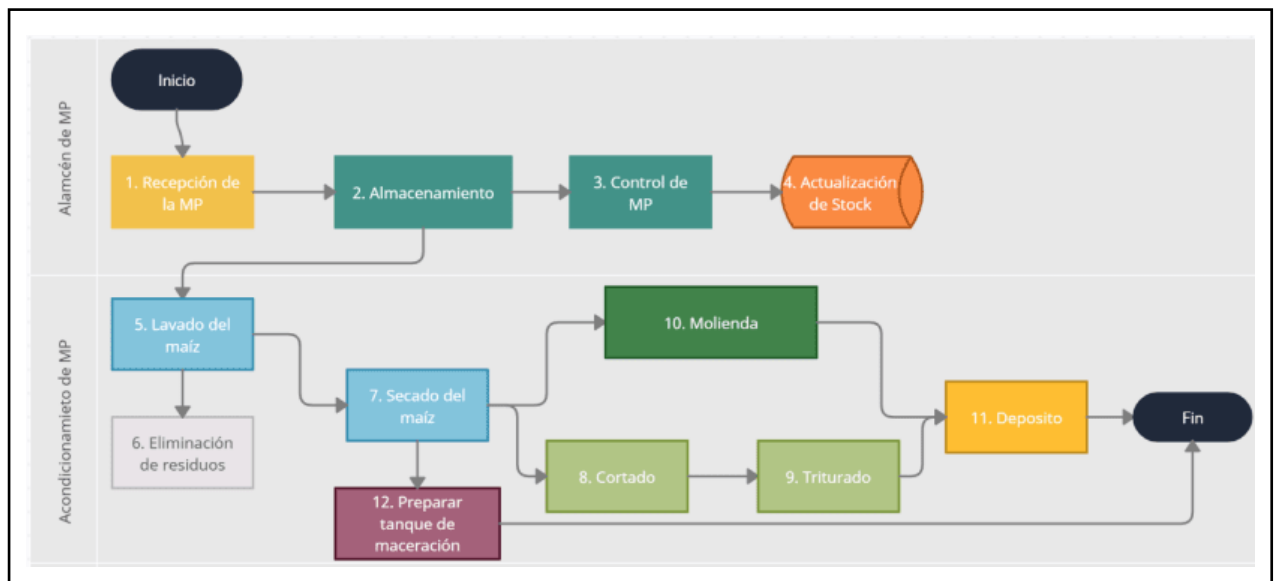 Alamcén de MP
Inicio
1. Recepción de
la MP
2. Almacenamiento
3. Control de
MP
4. Actualización
de Stock
Acondicionamieto de MP
5. Lavado del
maíz
6. Eliminación
de residuos
7. Secado del
maíz
12. Preparar
tanque de
maceración
10. Molienda
8. Cortado
9. Triturado
11. Deposito
Fin